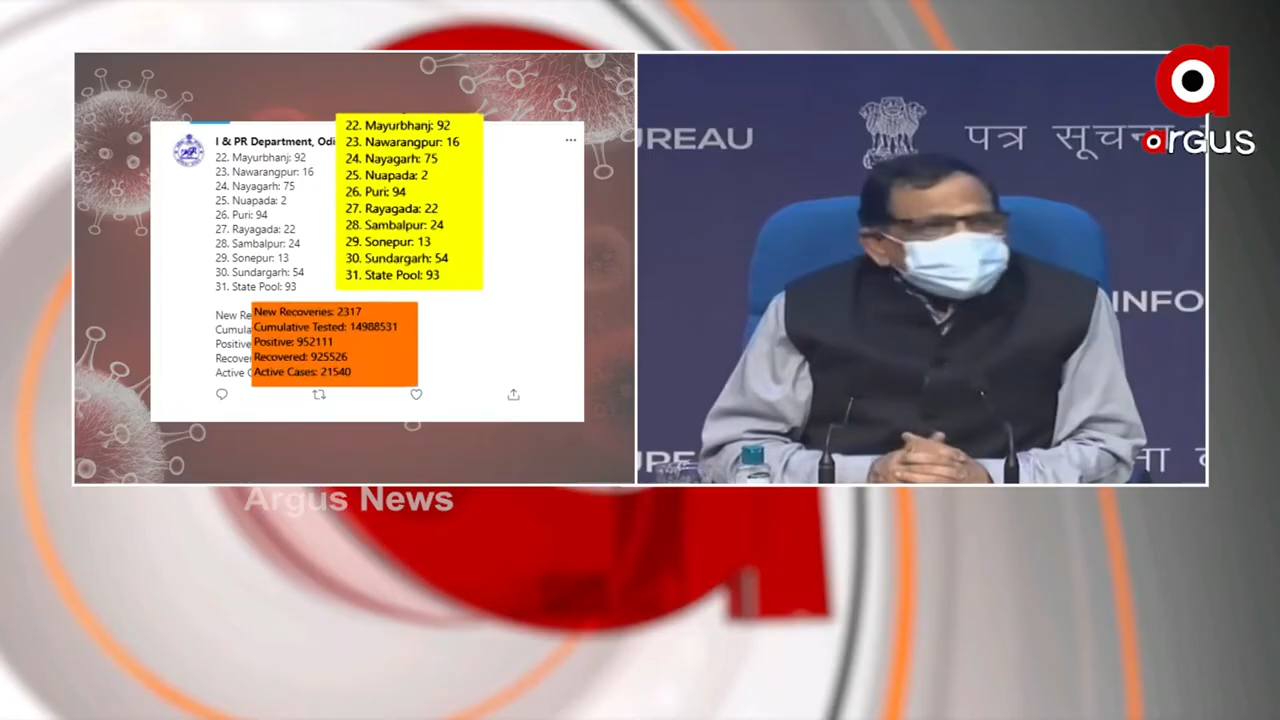 I & PR Department, Odi
22. Mayurbhanj: 92
23. Nawarangpur: 16
24. Nayagarh: 75
25. Nuapada: 2
26. Puri: 94
27. Rayagada: 22
28. Sambalpur: 24
29. Sonepur: 13
30. Sundargarh: 54
31. State Pool: 93
New Re
Cumula
Positive
Recover
Active C
22. Mayurbhanj: 92
23. Nawarangpur: 16
24. Nayagarh: 75
25. Nuapada: 2
26. Puri: 94
27. Rayagada: 22
28. Sambalpur: 24
29. Sonepur: 13
30. Sundargarh: 54
31. State Pool: 93
New Recoveries: 2317
Cumulative Tested: 14988531
Positive: 952111
Recovered: 925526
Active Cases: 21540
UREAU
पत्र सूचना
INFO
argus
Argus News